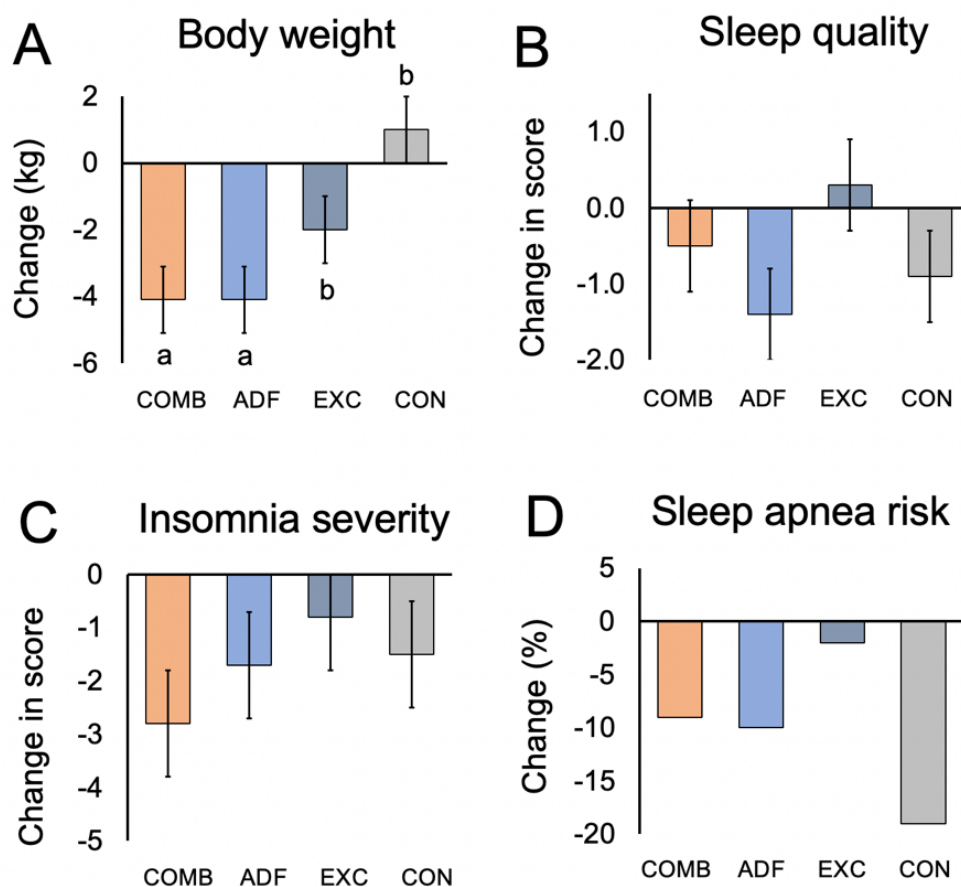 A
Body weight
Change (kg)
2
0
-2
-4
-6
a
a
b
b
COMB ADF EXC CON
B
Sleep quality
Change in score
1.0
0.0
-1.0
-2.0
COMB ADF EXC CON
C
Insomnia severity
Change in score
0
-1
-2
-3
-4
-5
COMB ADF EXC CON
D
Sleep apnea risk
Change (%)
5
0
-5
-10
-15
-20
COMB ADF EXC CON